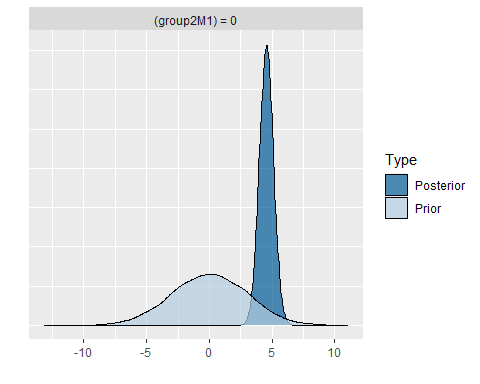 (group2M1) = 0
Type
Posterior
Prior
-10 -5 0 5 10